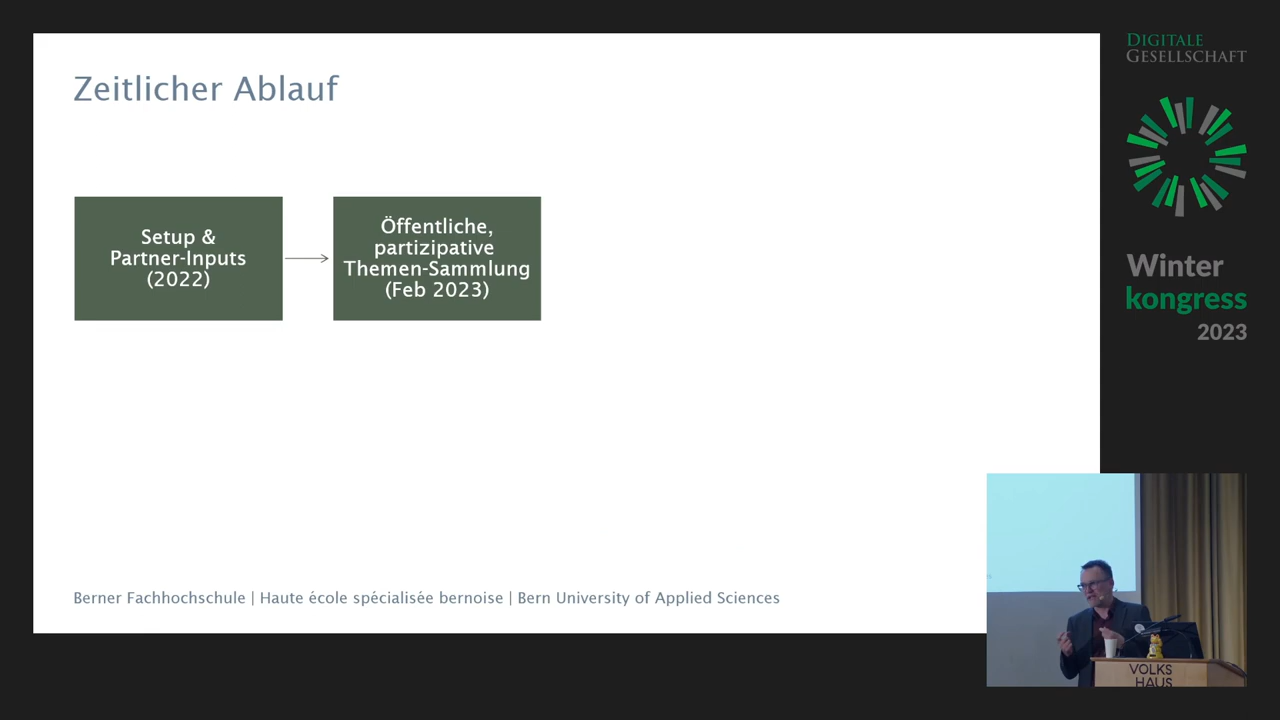 Zeitlicher Ablauf
Setup &
Partner-Inputs
(2022)
Öffentliche,
partizipative
Themen-Sammlung
(Feb 2023)
Berner Fachhochschule | Haute école spécialisée bernoise | Bern University of Applied Sciences
DIGITALE
GESELLSCHAFT
Winter
kongress
2023
VOLKS
HAUS